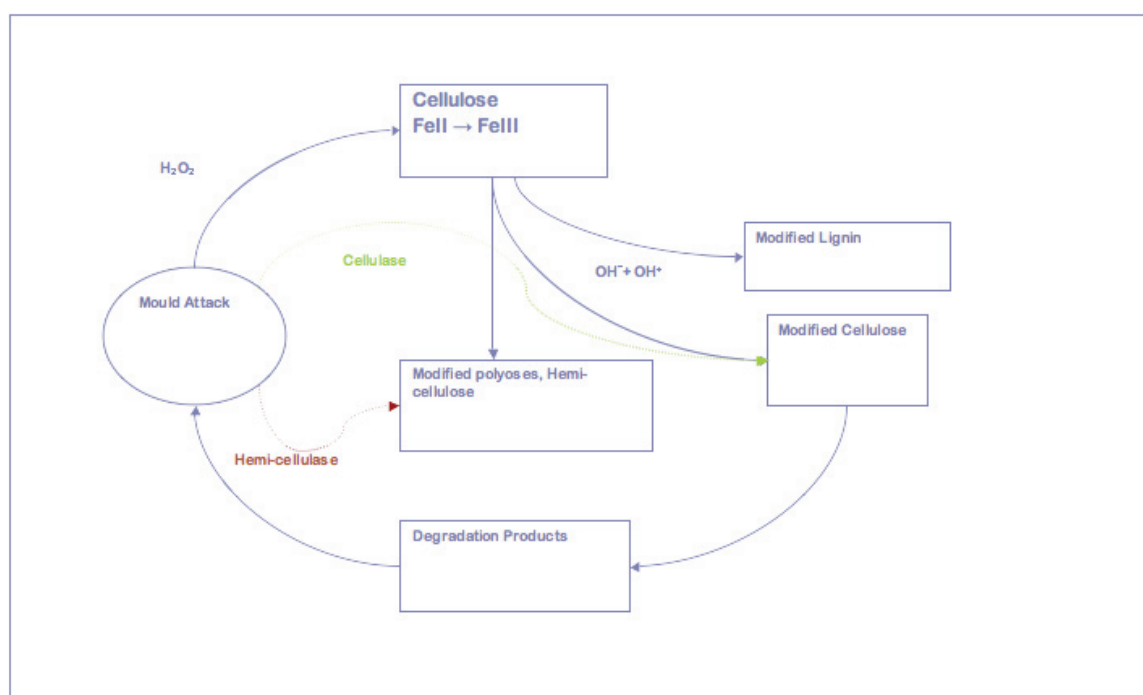 Cellulose
FeII → FeIII
H₂O₂
Modified Lignin
Cellulase
OH⁻+ OH⁺
Mould Attack
Modified Cellulose
Modified polyoses, Hemi-
cellulose
Hemi-cellulase
Degradation Products